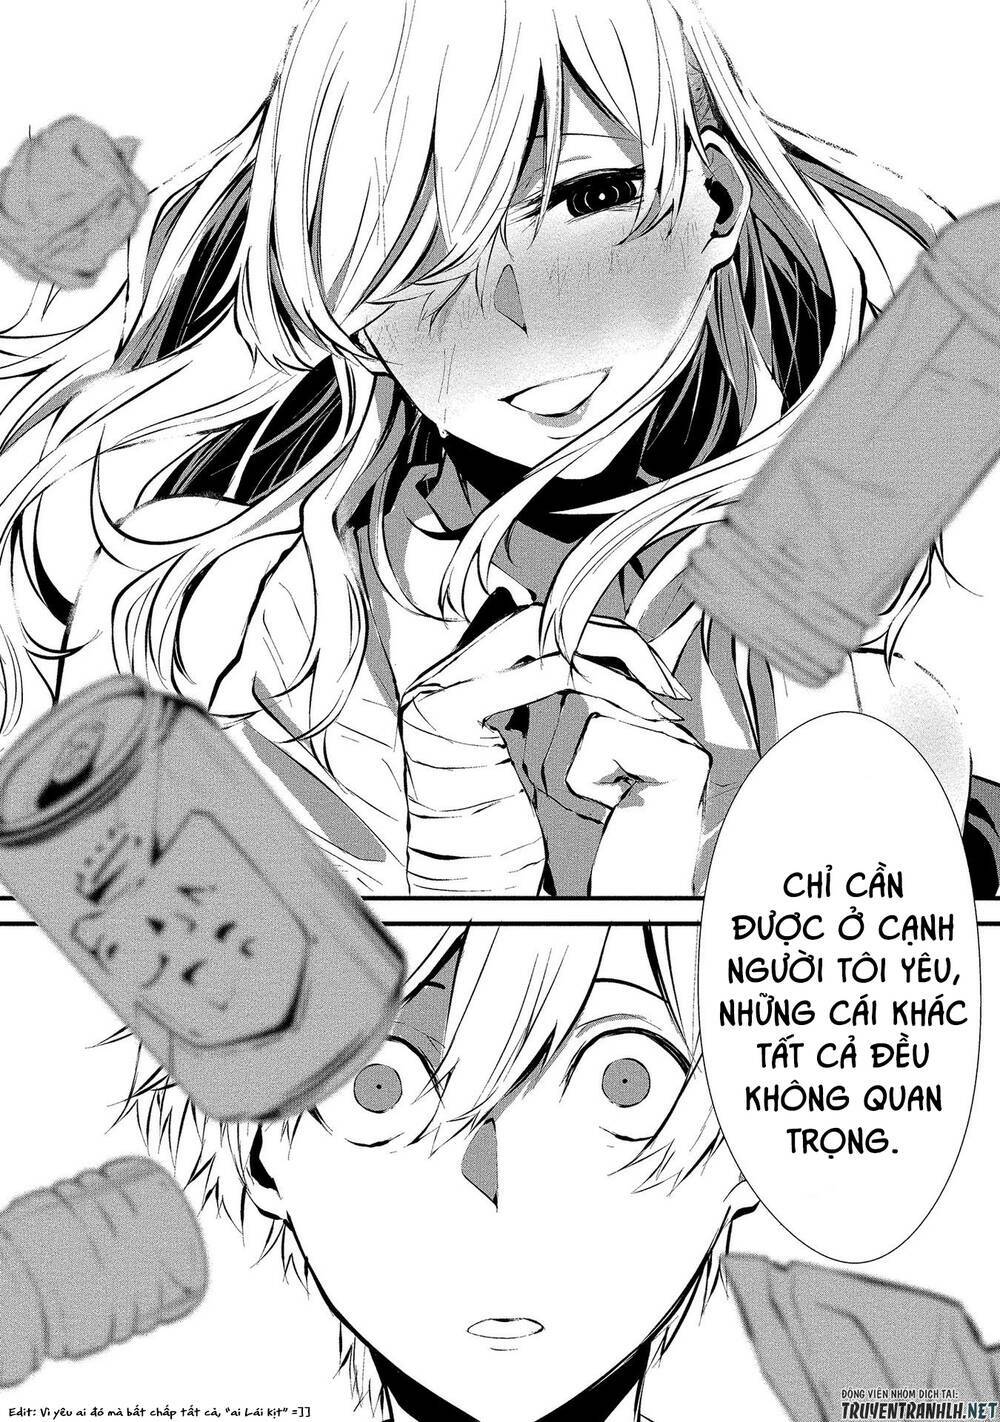 CHỈ CẦN
ĐƯỢC Ở CẠNH
NGƯỜI TÔI YÊU,
NHỮNG CÁI KHÁC
TẤT CẢ ĐỀU
KHÔNG QUAN
TRỌNG.
Edit: Vì yêu ai đó mà bất chấp tất cả, "ai Lái kịt" =]]
ĐỘNG VIÊN NHÓM DỊCH TẠI:
TRUYENTRANHLH.NET